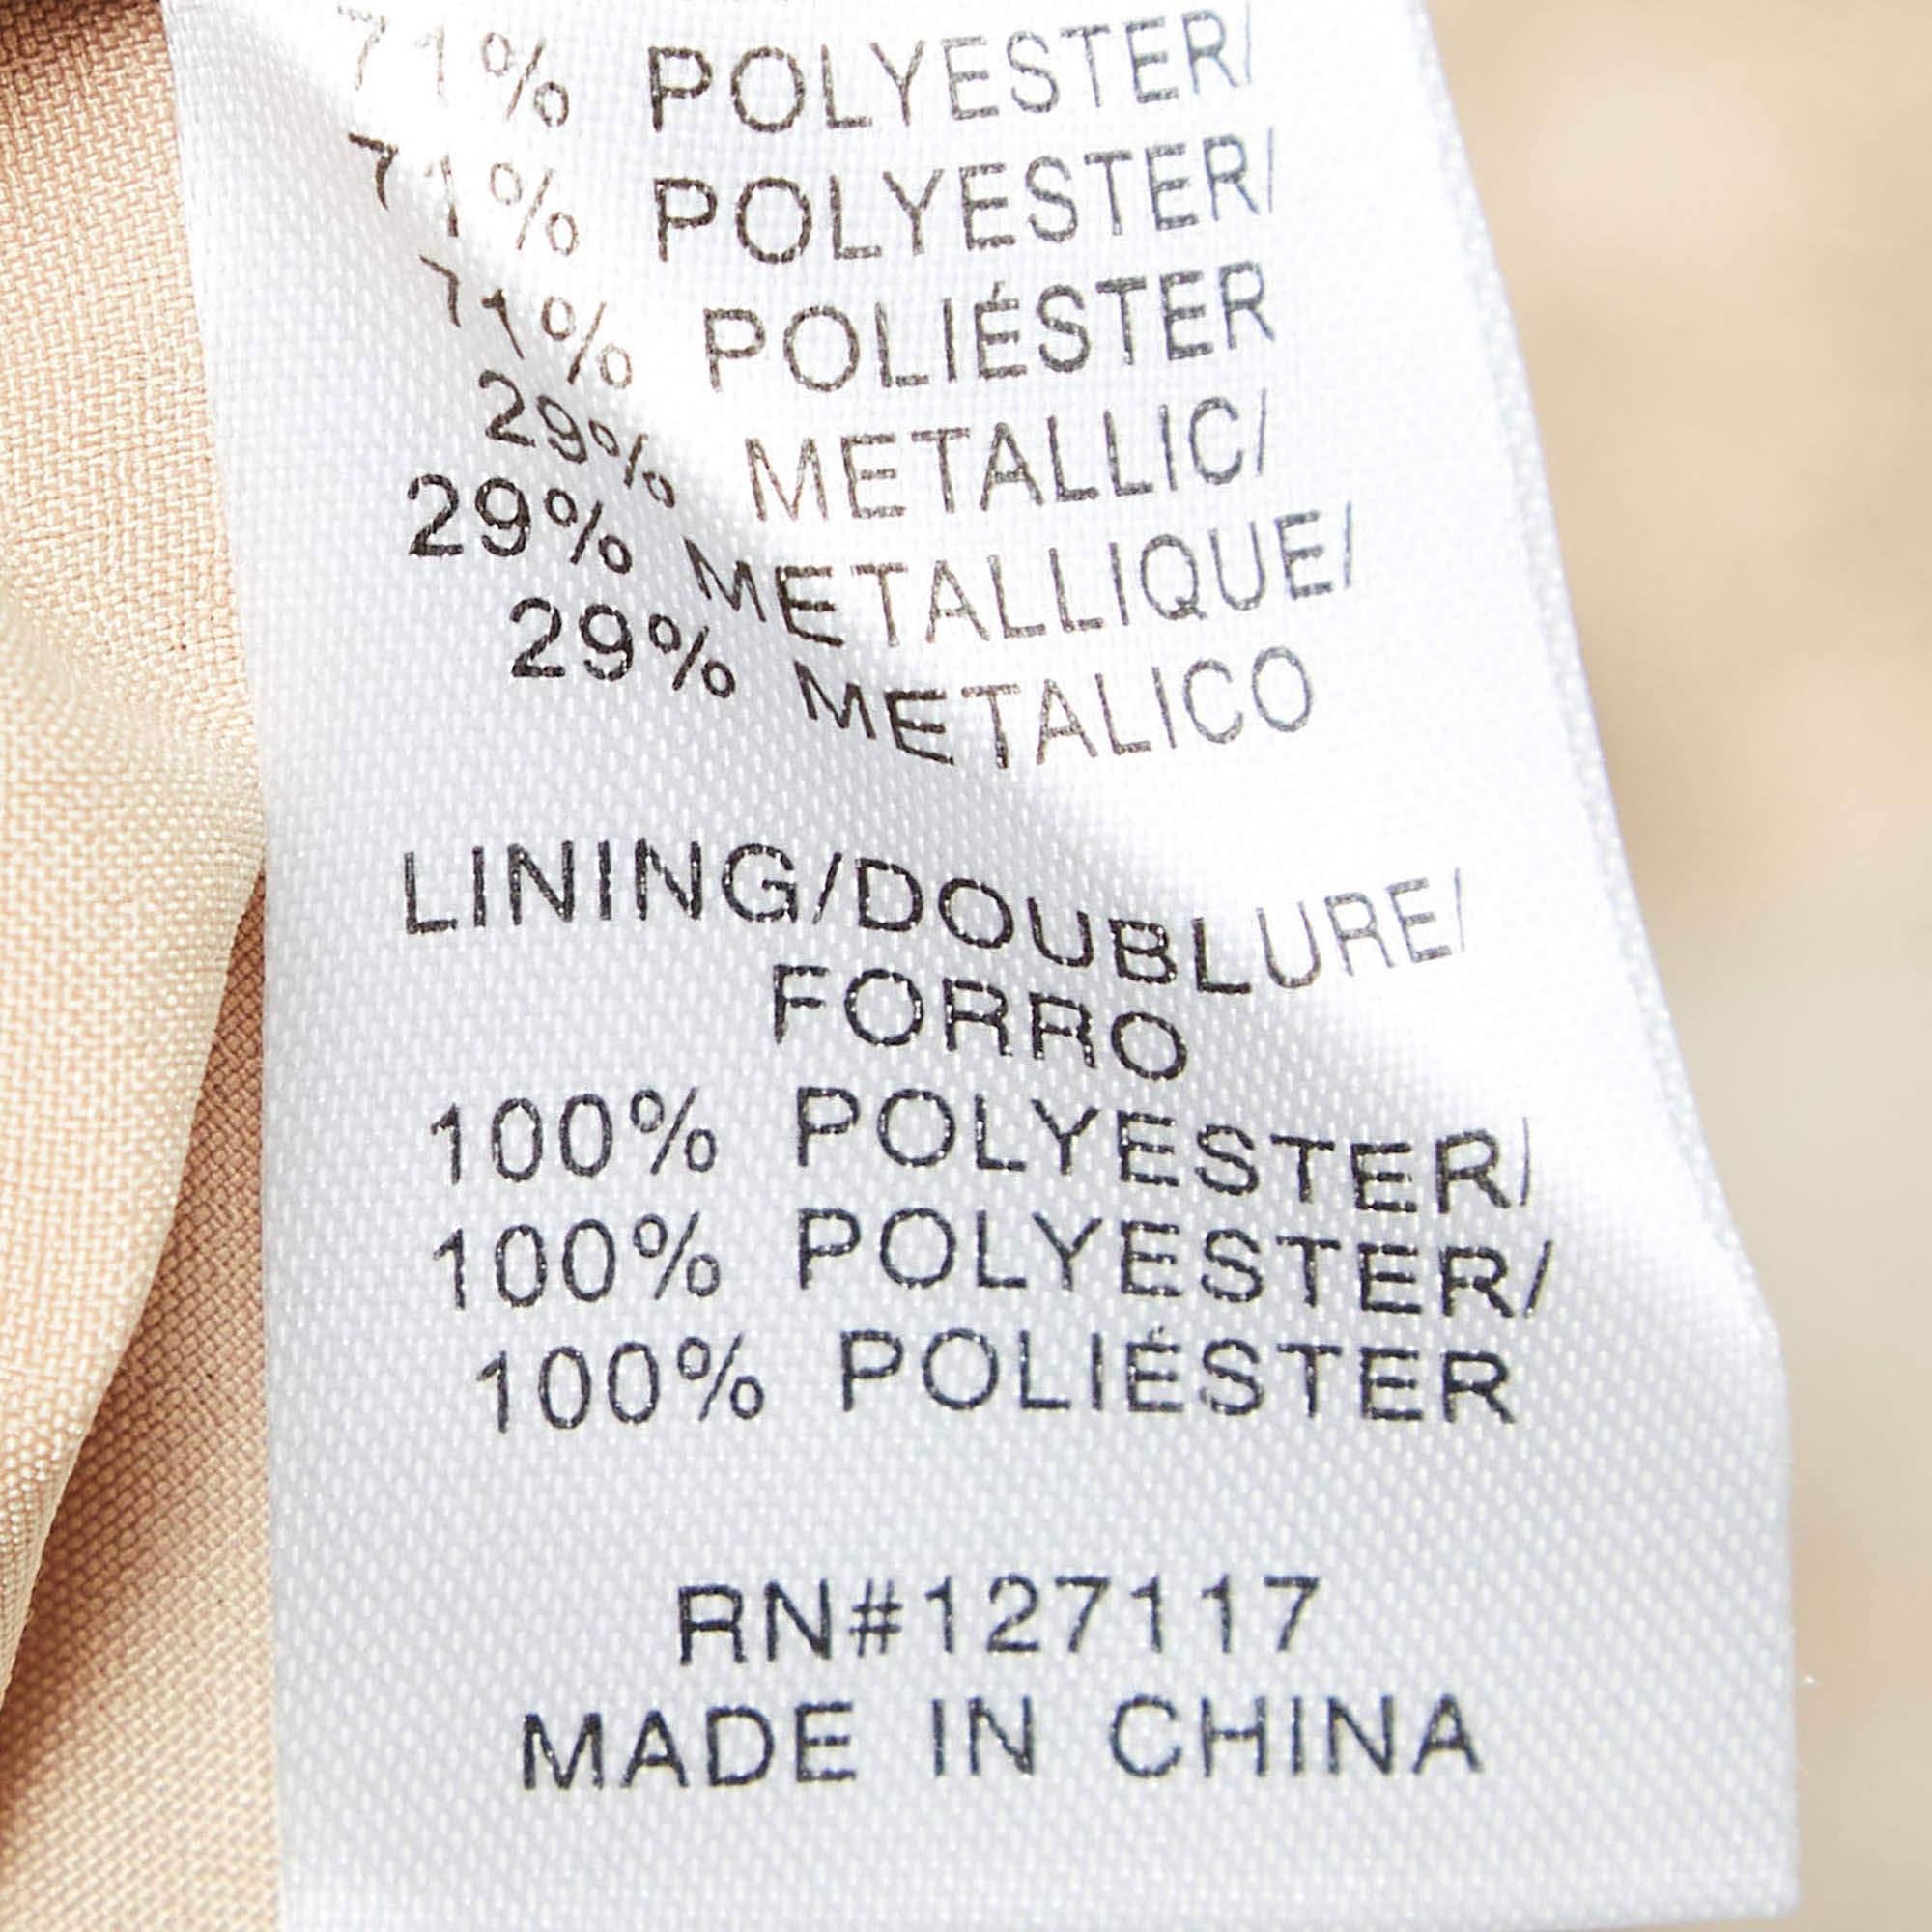 71% POLYESTER/
71% POLYESTER/
71% POLIÉSTER
29% METALLIC/
29% METALLIQUE/
29% METALICO
LINING/DOUBLURE/
FORRO
100% POLYESTER/
100% POLYESTER/
100% POLIÉSTER
RN#127117
MADE IN CHINA